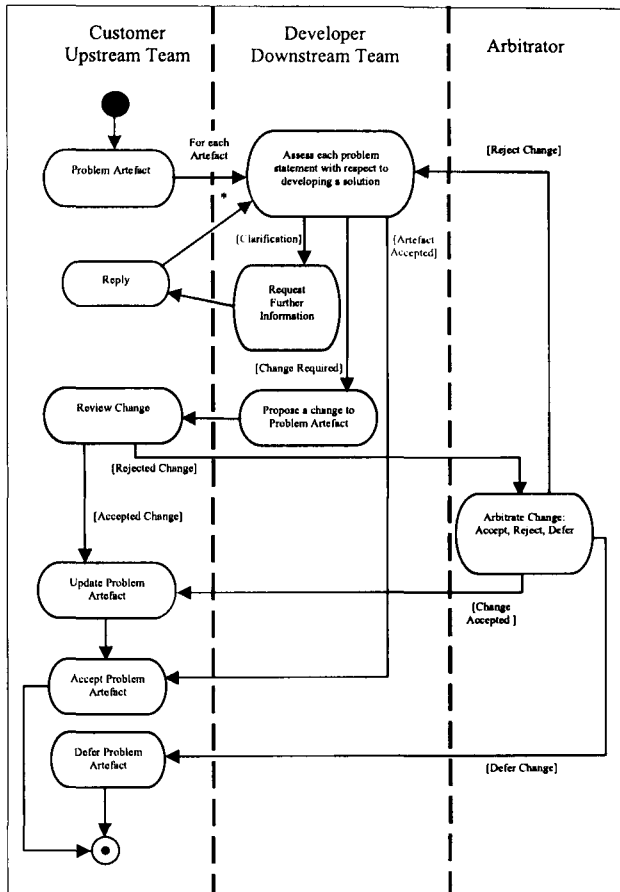 Customer
Upstream Team
Developer
Downstream Team
Arbitrator
Problem Artefact
For each
Artefact
Assess each problem
statement with respect to
developing a solution
[Reject Change]
*
[Clarification]
[Artefact
Accepted]
Reply
Request
Further
Information
[Change Required]
Review Change
Propose a change to
Problem Artefact
[Rejected Change]
[Accepted Change]
Arbitrate Change:
Accept, Reject, Defer
Update Problem
Artefact
[Change
Accepted ]
Accept Problem
Artefact
Defer Problem
Artefact
[Defer Change]